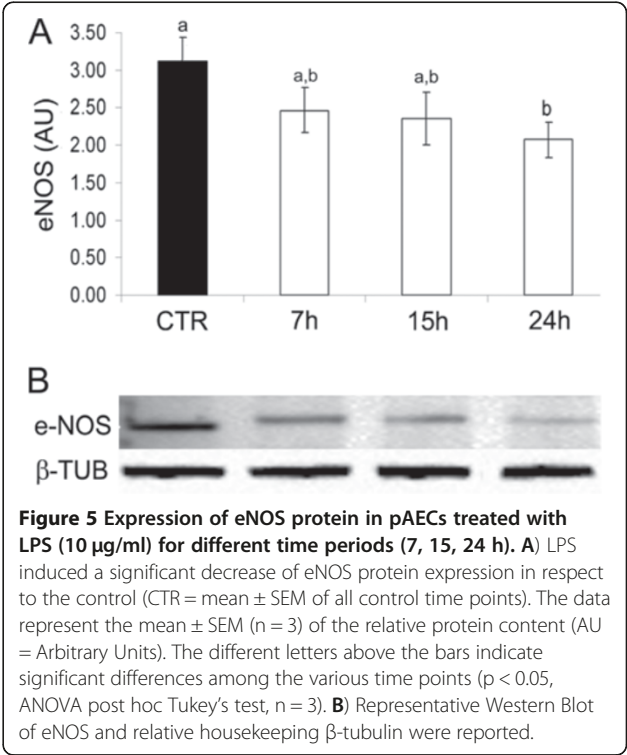 A
3.50
3.00
2.50
2.00
1.50
1.00
0.50
0.00
eNOS (AU)
a
a,b
a,b
b
CTR 7h 15h 24h
B
e-NOS
β-TUB
Figure 5 Expression of eNOS protein in pAECs treated with
LPS (10 μg/ml) for different time periods (7, 15, 24 h). A) LPS
induced a significant decrease of eNOS protein expression in respect
to the control (CTR = mean ± SEM of all control time points). The data
represent the mean ± SEM (n = 3) of the relative protein content (AU
= Arbitrary Units). The different letters above the bars indicate
significant differences among the various time points (p < 0.05,
ANOVA post hoc Tukey's test, n = 3). B) Representative Western Blot
of eNOS and relative housekeeping β-tubulin were reported.